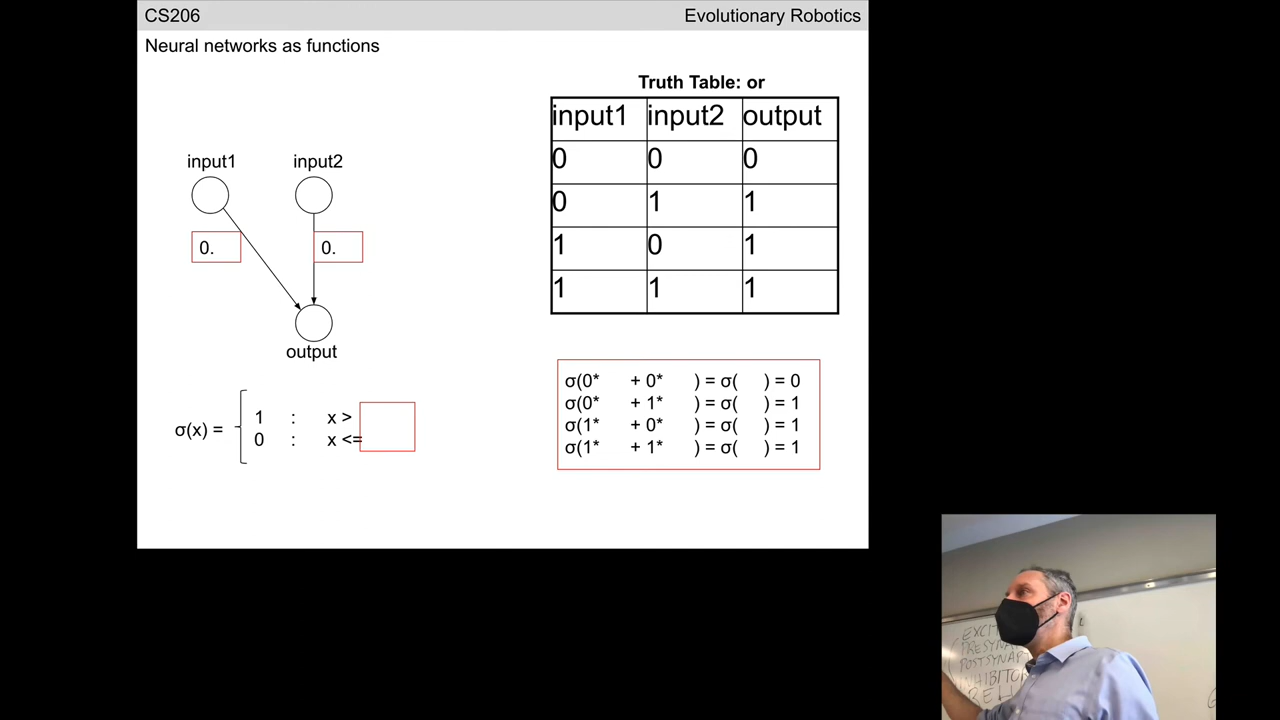 CS206 Evolutionary Robotics
Neural networks as functions
Truth Table: or
input1 input2 output
0 0 0
0 1 1
1 0 1
1 1 1
input1 input2
0. 0.
output
σ(x) =
1 : x >
0 : x <=
σ(0* + 0* ) = σ( ) = 0
σ(0* + 1* ) = σ( ) = 1
σ(1* + 0* ) = σ( ) = 1
σ(1* + 1* ) = σ( ) = 1